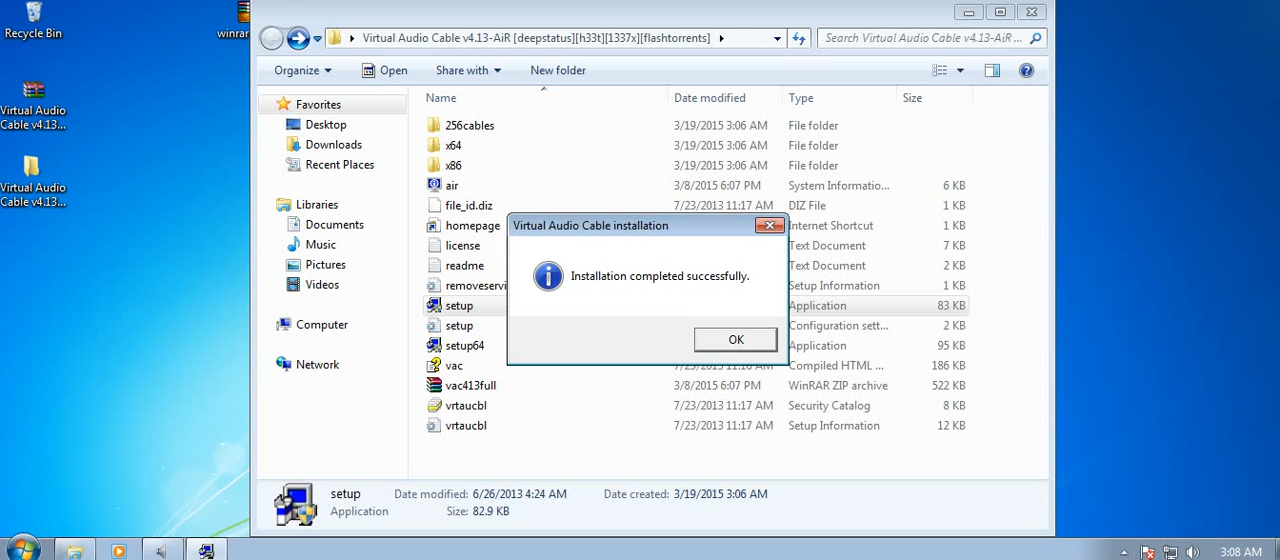 Recycle Bin
winrar
Virtual Audio
Cable v4.13...
Virtual Audio
Cable v4.13...
Virtual Audio Cable v4.13-AiR [deepstatus][h33t][1337x][flashtorrents]
Search Virtual Audio Cable v4.13-AiR ...
Organize
Open
Share with
New folder
Favorites
Desktop
Downloads
Recent Places
Libraries
Documents
Music
Pictures
Videos
Computer
Network
Name Date modified Type Size
256cables 3/19/2015 3:06 AM File folder
x64 3/19/2015 3:06 AM File folder
x86 3/19/2015 3:06 AM File folder
air 3/8/2015 6:07 PM System Informatio... 6 KB
file_id.diz 7/23/2013 11:17 AM DIZ File 1 KB
homepage Internet Shortcut 1 KB
license Text Document 7 KB
readme Text Document 2 KB
removeservi Setup Information 1 KB
setup Application 83 KB
setup Configuration sett... 2 KB
setup64 Application 95 KB
vac 7/23/2013 11:16 AM Compiled HTML ... 186 KB
vac413full 3/8/2015 6:07 PM WinRAR ZIP archive 522 KB
vrtaucbl 7/23/2013 11:17 AM Security Catalog 8 KB
vrtaucbl 7/23/2013 11:17 AM Setup Information 12 KB
Virtual Audio Cable installation
Installation completed successfully.
OK
setup Date modified: 6/26/2013 4:24 AM Date created: 3/19/2015 3:06 AM
Application Size: 82.9 KB
3:08 AM